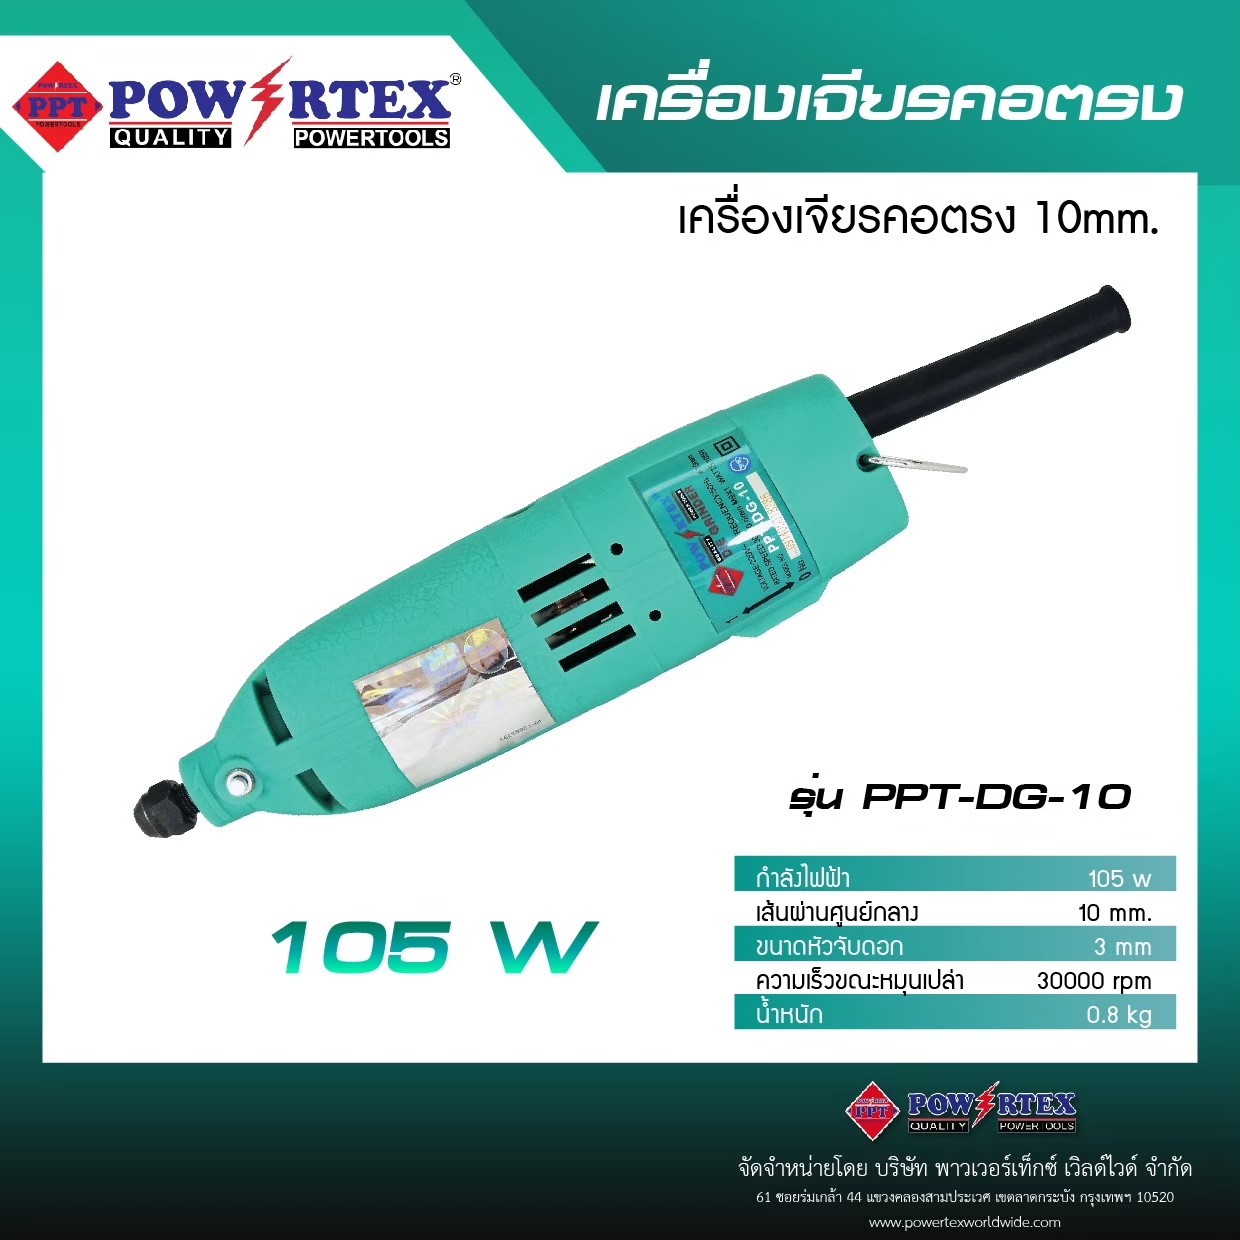 POWERTEX®
PPT
POWERTOOLS
QUALITY POWERTOOLS
เครื่องเจียรคอตรง
เครื่องเจียรคอตรง 10mm.
DIE GRINDER
PPT-DG-10
รุ่น PPT-DG-10
105 W
กำลังไฟฟ้า 105 w
เส้นผ่านศูนย์กลาง 10 mm.
ขนาดหัวจับดอก 3 mm
ความเร็วขณะหมุนเปล่า 30000 rpm
น้ำหนัก 0.8 kg
PPT POWERTEX
QUALITY POWERTOOLS
จัดจำหน่ายโดย บริษัท พาวเวอร์เท็กซ์ เวิลด์ไวด์ จำกัด
61 ซอยร่มเกล้า 44 แขวงคลองสามประเวศ เขตลาดกระบัง กรุงเทพฯ 10520
www.powertexworldwide.com